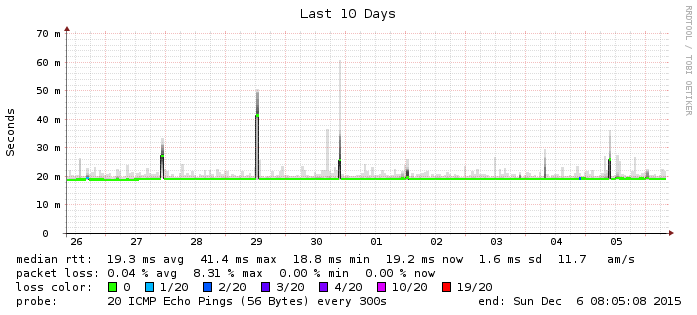 Last 10 Days
RRDTOOL / TOBI OETIKER
Seconds
70 m
60 m
50 m
40 m
30 m
20 m
10 m
0
26 27 28 29 30 01 02 03 04 05
median rtt: 19.3 ms avg 41.4 ms max 18.8 ms min 19.2 ms now 1.6 ms sd 11.7 am/s
packet loss: 0.04 % avg 8.31 % max 0.00 % min 0.00 % now
loss color: 0 1/20 2/20 3/20 4/20 10/20 19/20
probe: 20 ICMP Echo Pings (56 Bytes) every 300s end: Sun Dec 6 08:05:08 2015